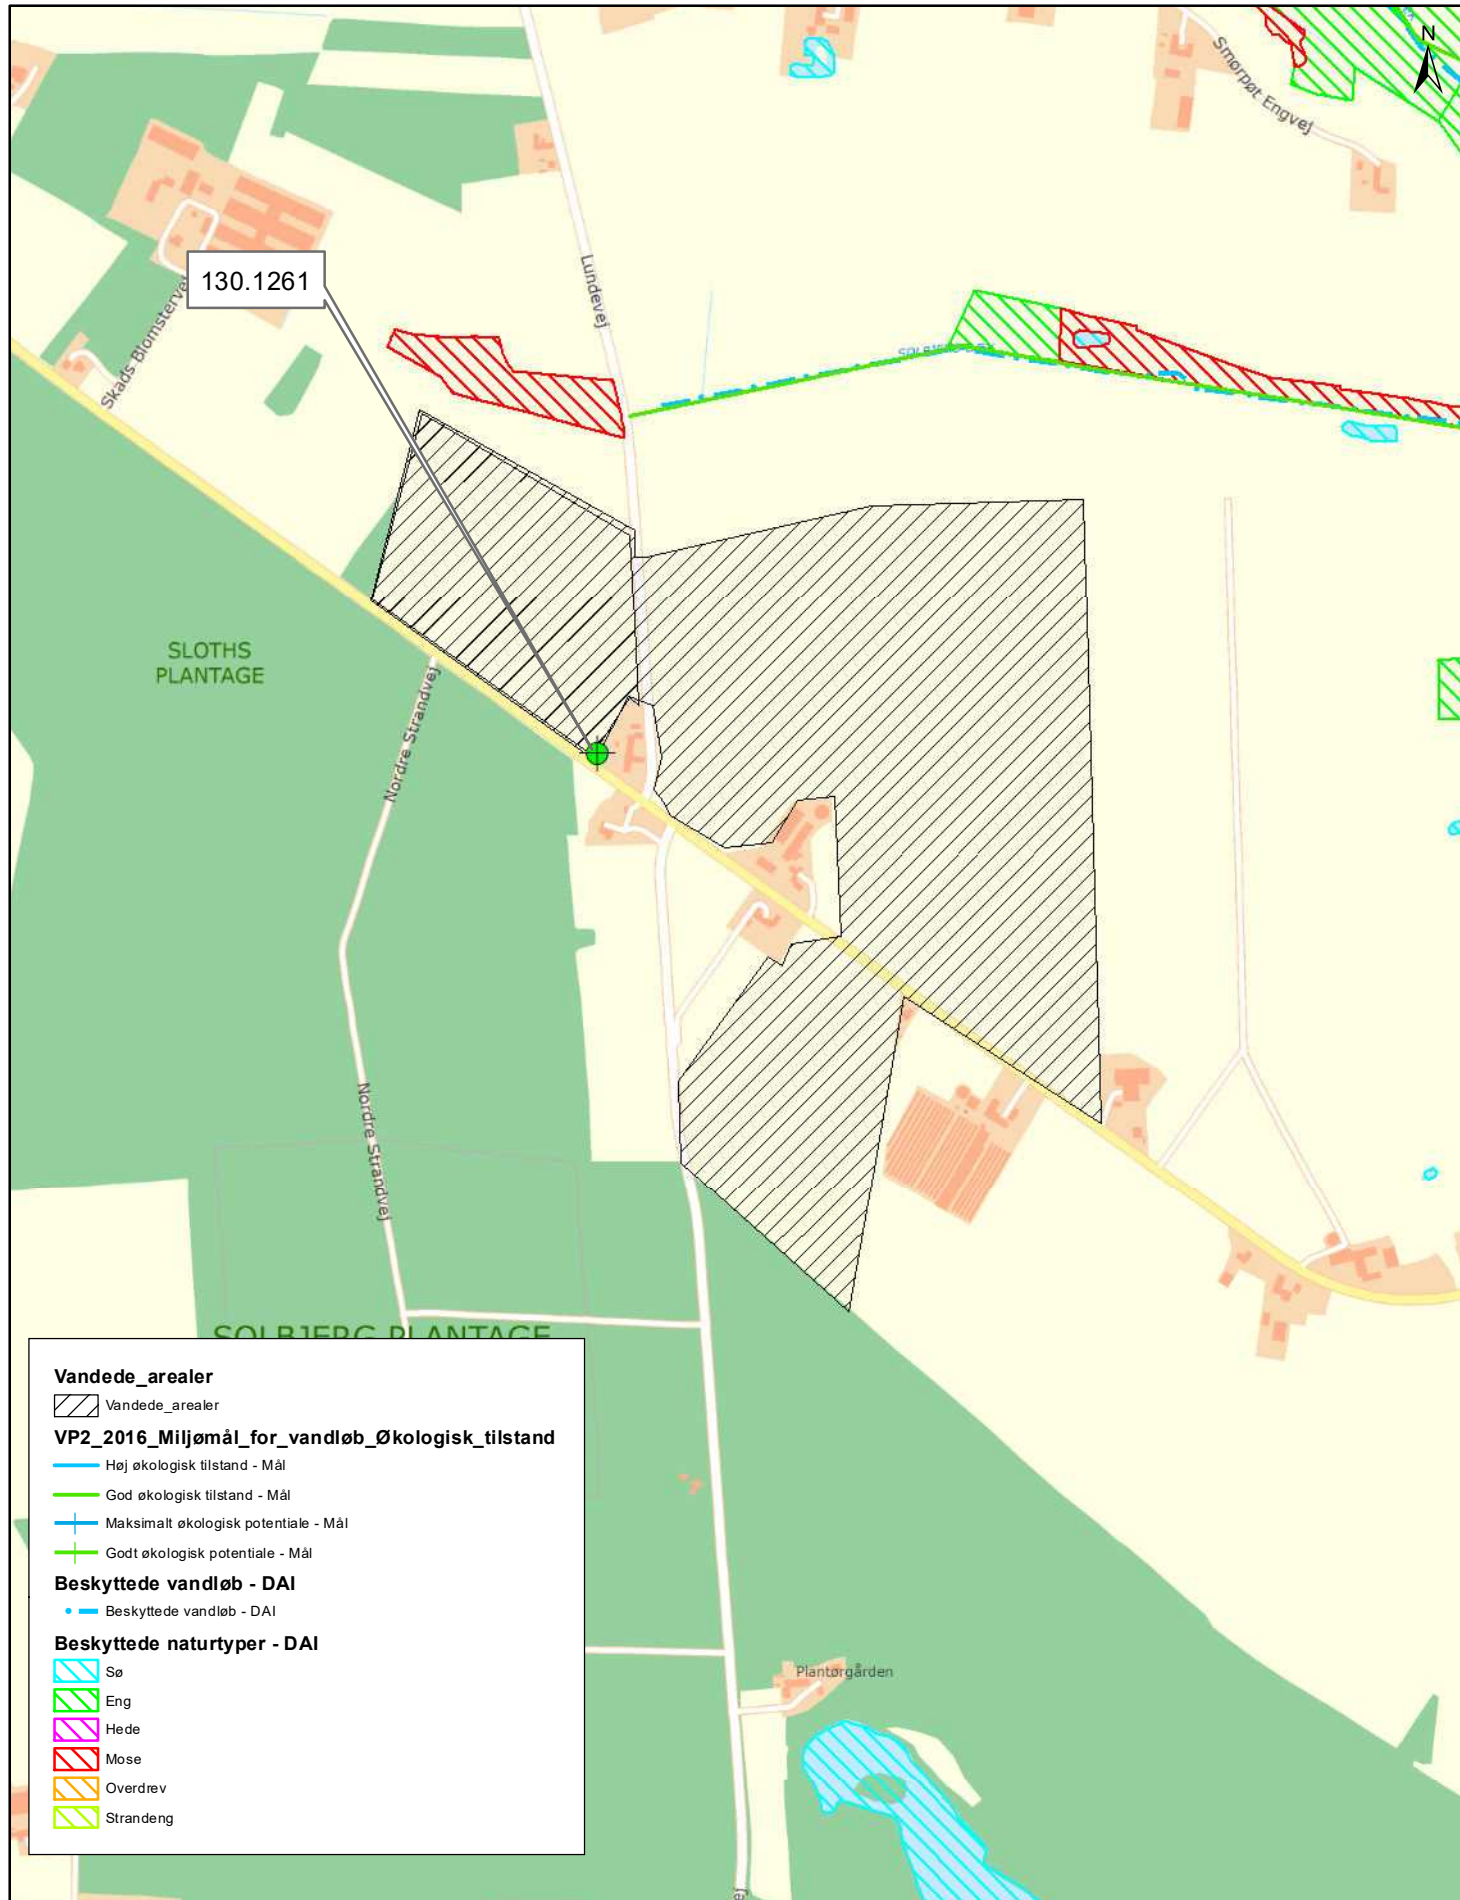 N
Smørpøt Engvej
Lundevej
130.1261
Skads Blomstervej
SLOTHS
PLANTAGE
Nordre Strandvej
Nordre Strandvej
SOLBJERG PLANTAGE
Vandede_arealer
Vandede_arealer
VP2_2016_Miljømål_for_vandløb_Økologisk_tilstand
Høj økologisk tilstand - Mål
God økologisk tilstand - Mål
Maksimalt økologisk potentiale - Mål
Godt økologisk potentiale - Mål
Beskyttede vandløb - DAI
Beskyttede vandløb - DAI
Beskyttede naturtyper - DAI
Sø
Eng
Hede
Mose
Overdrev
Strandeng
Plantørgården